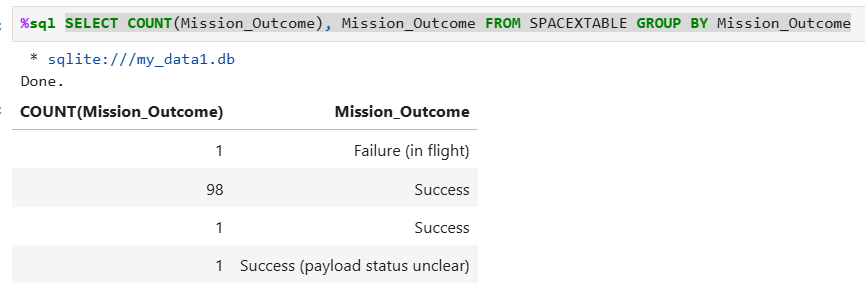 %sql SELECT COUNT(Mission_Outcome), Mission_Outcome FROM SPACEXTABLE GROUP BY Mission_Outcome
* sqlite:///my_data1.db
Done.
COUNT(Mission_Outcome) Mission_Outcome
1 Failure (in flight)
98 Success
1 Success
1 Success (payload status unclear)